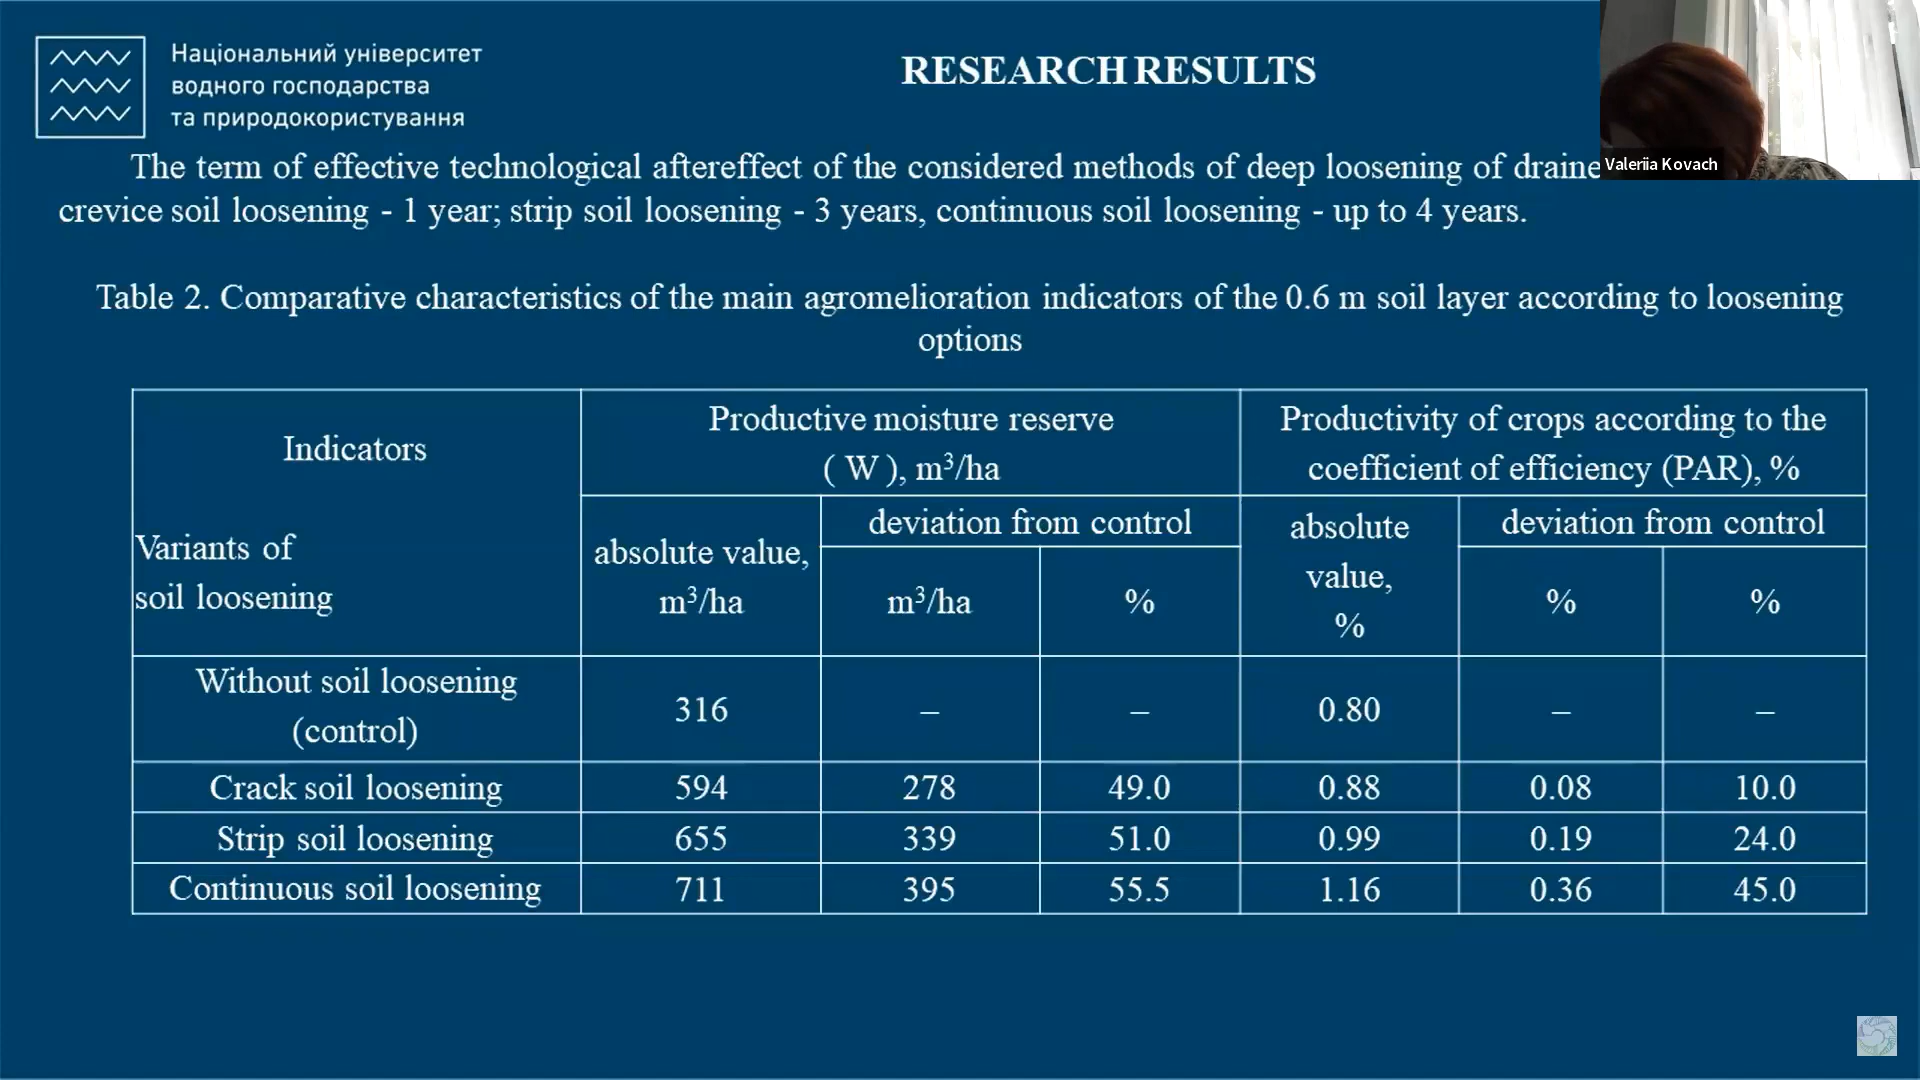 Національний університет
водного господарства
та природокористування
RESEARCH RESULTS
Valeriia Kovach
The term of effective technological aftereffect of the considered methods of deep loosening of
crevice soil loosening - 1 year; strip soil loosening - 3 years, continuous soil loosening - up to 4 years.
Table 2. Comparative characteristics of the main agromelioration indicators of the 0.6 m soil layer according to loosening
options
Indicators
Variants of
soil loosening
Productive moisture reserve
( W ), m³/ha
Productivity of crops according to the
coefficient of efficiency (PAR), %
absolute value,
m³/ha
deviation from control
m³/ha %
absolute
value,
%
deviation from control
% %
Without soil loosening
(control)
316 – – 0.80 – –
Crack soil loosening 594 278 49.0 0.88 0.08 10.0
Strip soil loosening 655 339 51.0 0.99 0.19 24.0
Continuous soil loosening 711 395 55.5 1.16 0.36 45.0